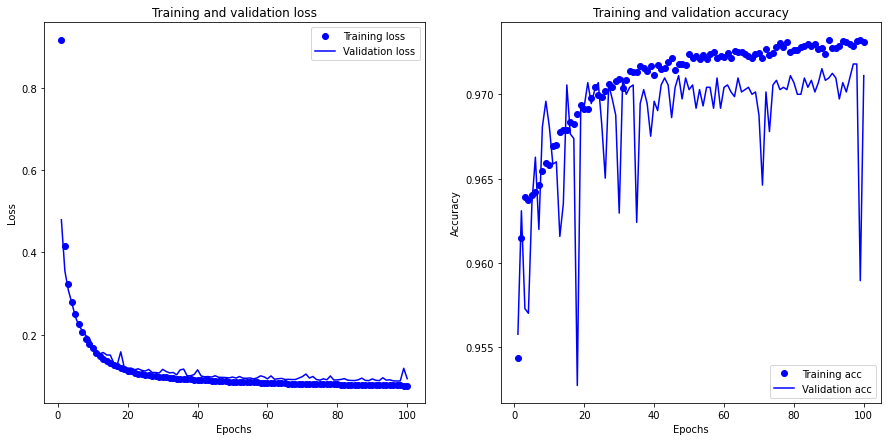 Training and validation loss
Training loss
Validation loss
0.8
0.6
0.4
0.2
Loss
0
20
40
60
80
100
Epochs
Training and validation accuracy
0.970
0.965
0.960
0.955
Accuracy
Training acc
Validation acc
0
20
40
60
80
100
Epochs